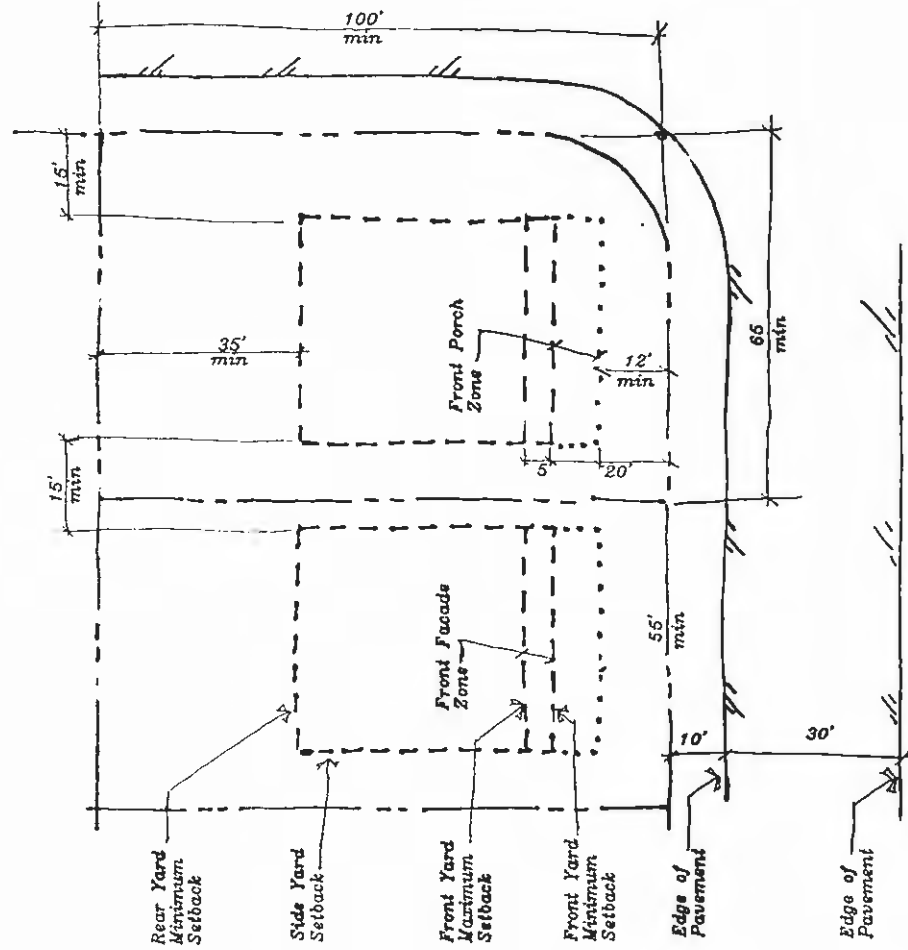 100'
min
15'
min
35'
min
Front Porch
Zone
12'
min
65
min
15'
min
5'
20'
Front Facade
Zone
55'
min
10'
30'
Rear Yard
Minimum
Setback
Side Yard
Setback
Front Yard
Maximum
Setback
Front Yard
Minimum
Setback
Edge of
Pavement
Edge of
Pavement